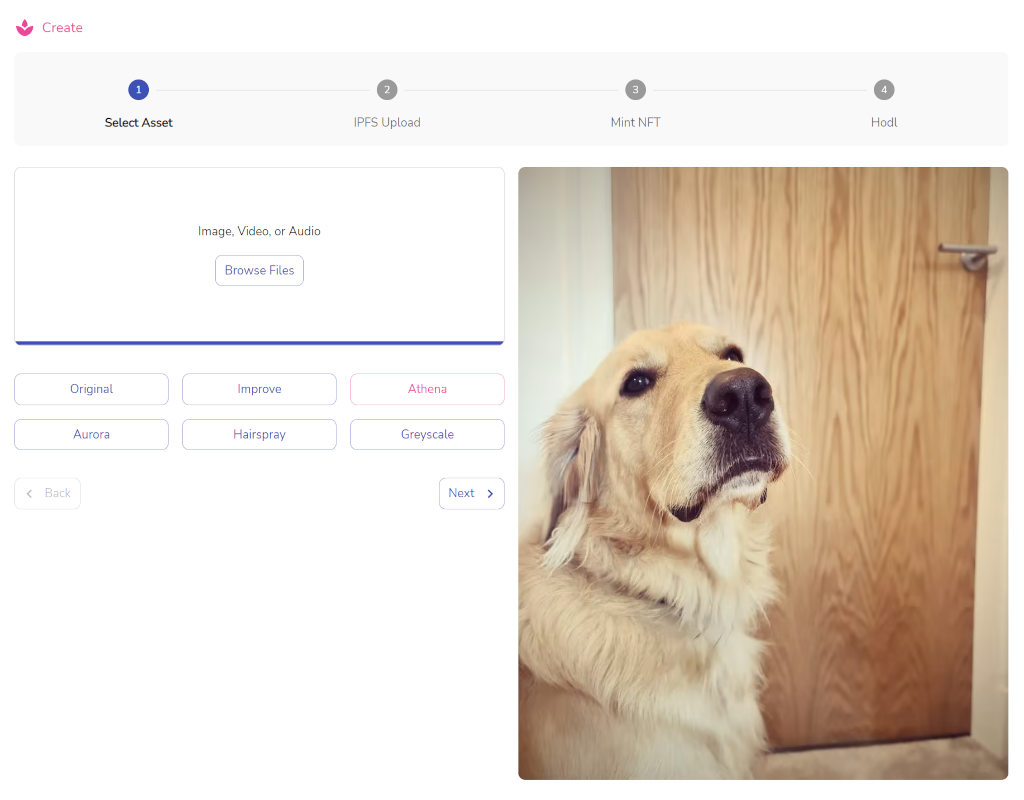 Create
1 2 3 4
Select Asset IPFS Upload Mint NFT Hodl
Image, Video, or Audio
Browse Files
Original Improve Athena
Aurora Hairspray Greyscale
Back Next